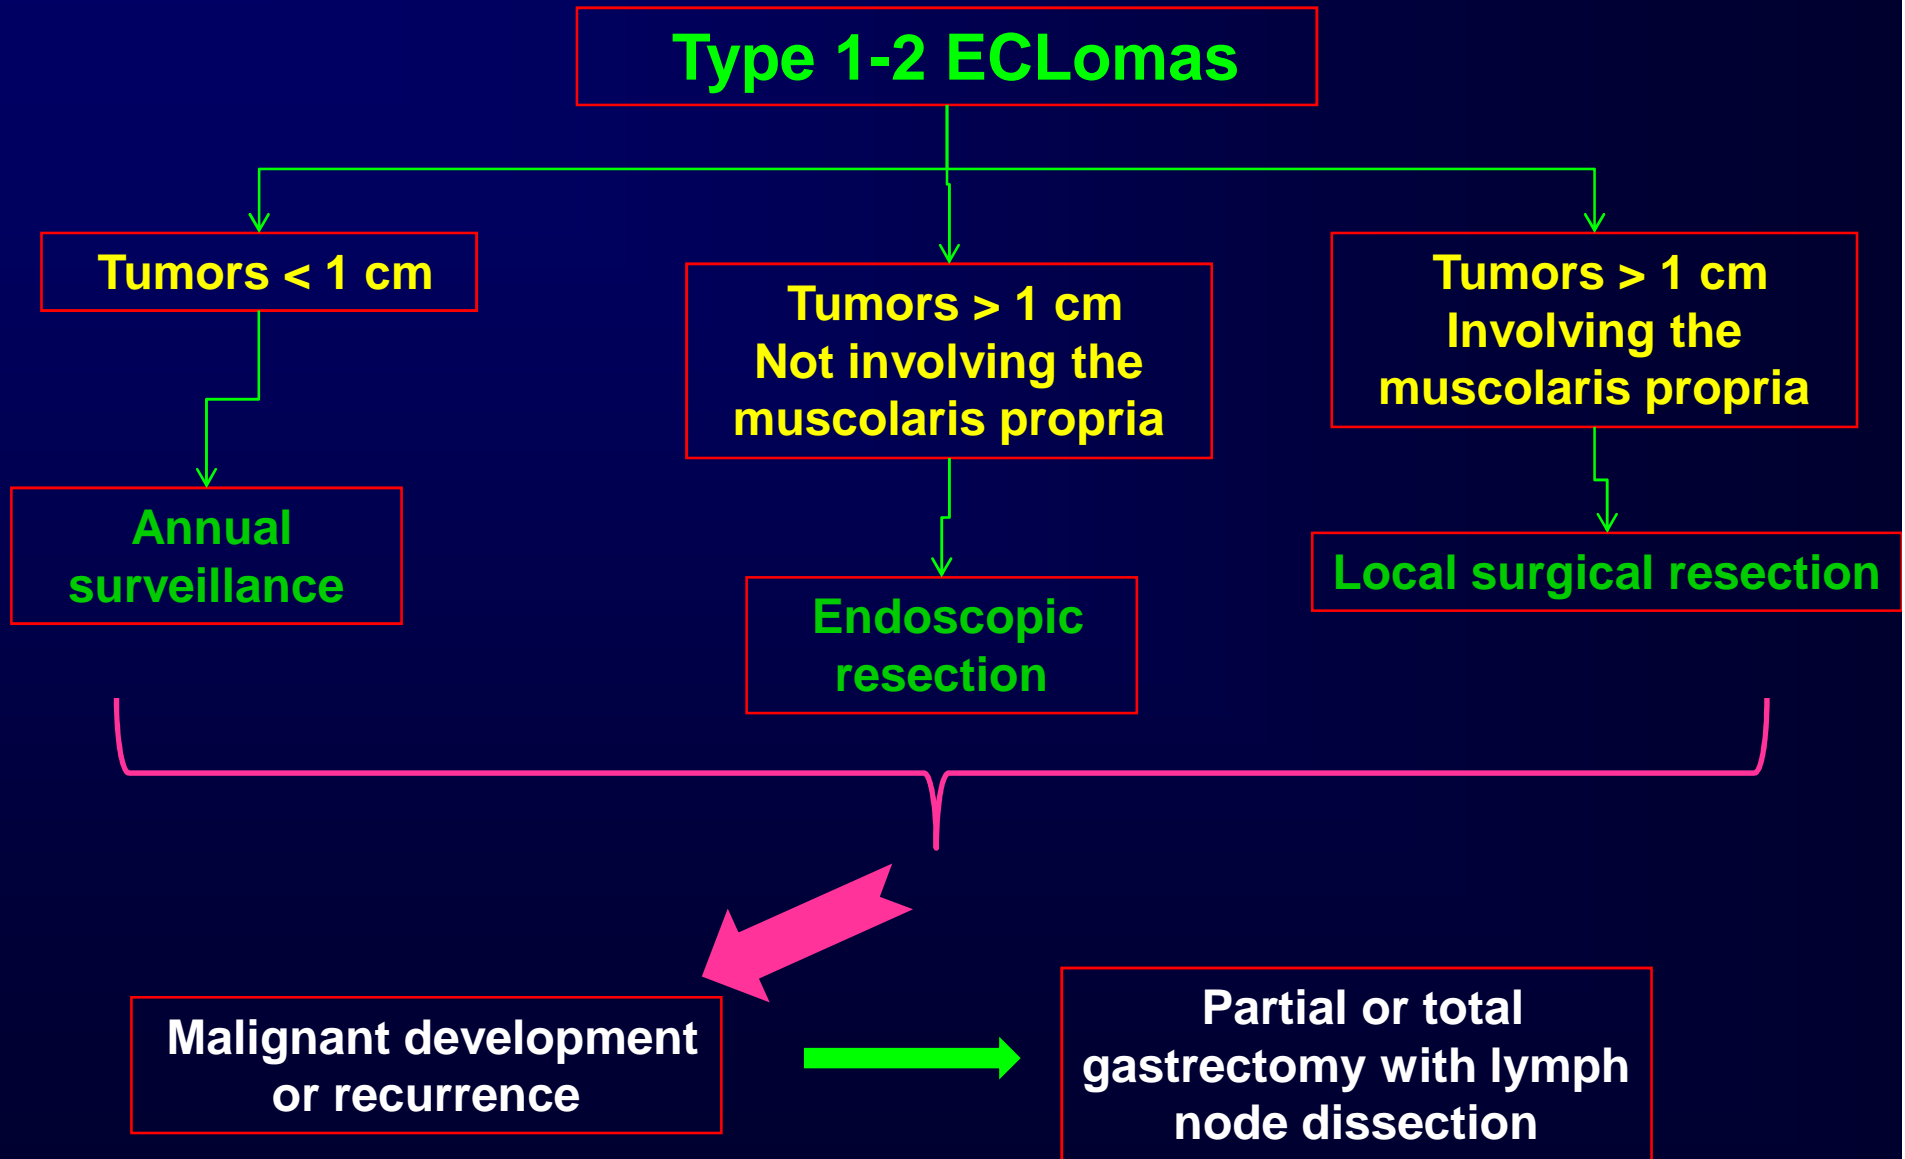 Type 1-2 ECLomas
Tumors < 1 cm
Tumors > 1 cm
Not involving the
muscolaris propria
Tumors > 1 cm
Involving the
muscolaris propria
Annual
surveillance
Endoscopic
resection
Local surgical resection
Malignant development
or recurrence
Partial or total
gastrectomy with lymph
node dissection